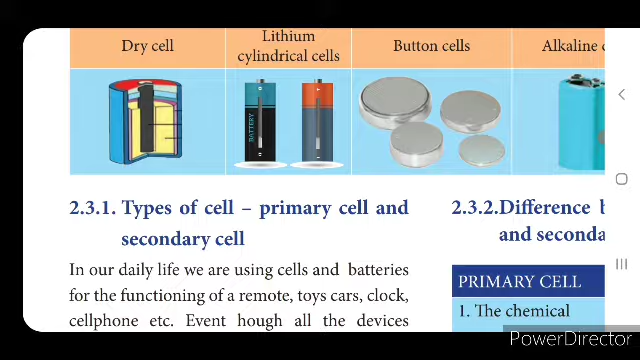 Dry cell
Lithium
cylindrical cells
Button cells
Alkaline
BATTERY
2.3.1. Types of cell – primary cell and
secondary cell
In our daily life we are using cells and batteries
for the functioning of a remote, toys cars, clock,
cellphone etc. Event hough all the devices
2.3.2.Difference b
and seconda
PRIMARY CELL
1. The chemical
PowerDirector